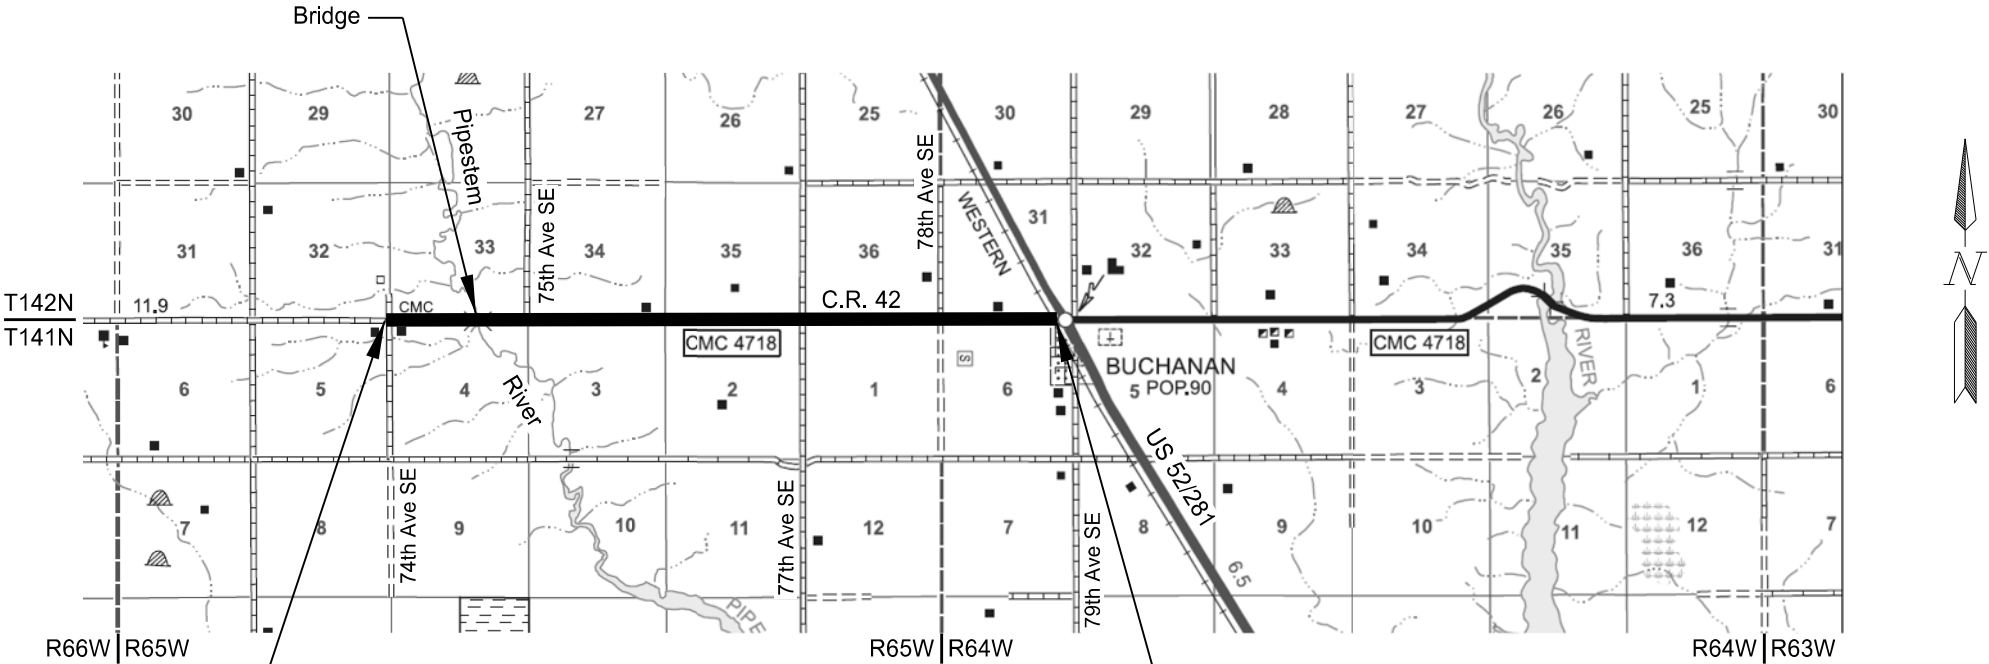 Bridge
30 29 27 26 25 30 29 28 27 26 25 30
Pipestem
75th Ave SE
78th Ave SE
WESTERN
31 32 33 34 35 36 31 32 33 34 35 36 31
T142N 11.9 CMC C.R. 42 7.3
T141N
CMC 4718 S CMC 4718
BUCHANAN
POP.90
RIVER
6 5 4 3 2 1 6 5 4 3 2 1 6
River
US 52/281
74th Ave SE
77th Ave SE
79th Ave SE
7 8 9 10 11 12 7 8 9 10 11 12 7
6.5
PIPE
N
R66W R65W R65W R64W R64W R63W